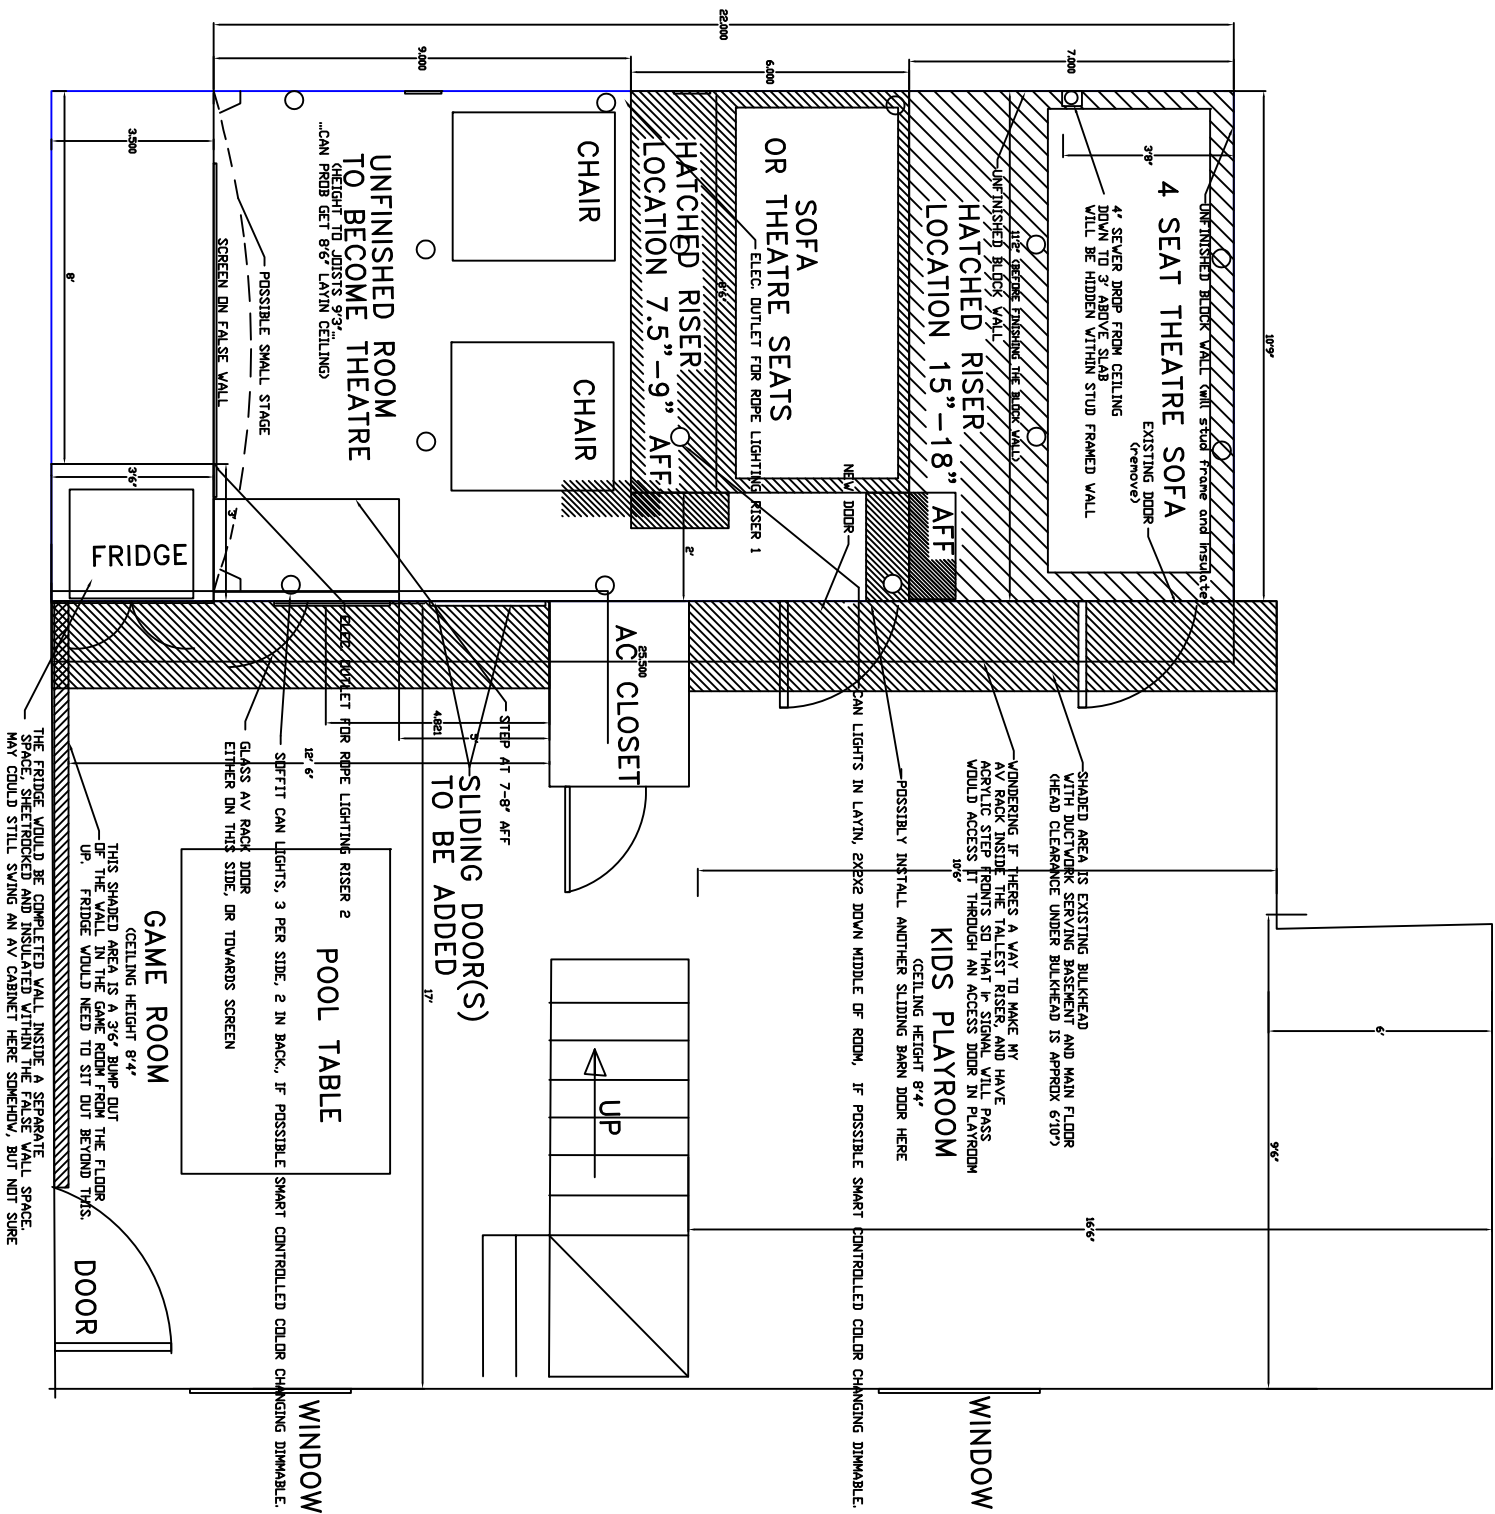 22.000
9.000
6.000
7.000
3.500
8'
3'6"
10'9"
3'8"
UNFINISHED BLOCK WALL (will stud frame and insulate)
4 SEAT THEATRE SOFA
EXISTING DOOR
(remove)
4" SEWER DROP FROM CEILING
DOWN TO 3' ABOVE SLAB
WILL BE HIDDEN WITHIN STUD FRAMED WALL
11'2" (BEFORE FINISHING THE BLOCK WALL)
UNFINISHED BLOCK WALL
HATCHED RISER
LOCATION 15"-18"
AFF
SOFA
OR THEATRE SEATS
NEW DOOR
ELEC. OUTLET FOR ROPE LIGHTING RISER 1
8'6"
HATCHED RISER
LOCATION 7.5"-9" AFF
2'
CHAIR
CHAIR
UNFINISHED ROOM
TO BECOME THEATRE
(HEIGHT TO JOISTS 9'3"...
...CAN PROB GET 8'6" LAYIN CEILING)
POSSIBLE SMALL STAGE
SCREEN ON FALSE WALL
3'
FRIDGE
AC CLOSET
25.500
4.821
5'
12' 6"
17'
STEP AT 7-8" AFF
SLIDING DOOR(S)
TO BE ADDED
ELEC. OUTLET FOR ROPE LIGHTING RISER 2
SOFFIT CAN LIGHTS, 3 PER SIDE, 2 IN BACK., IF POSSIBLE SMART CONTROLLED COLOR CHANGING DIMMABLE.
GLASS AV RACK DOOR
EITHER ON THIS SIDE, OR TOWARDS SCREEN
POOL TABLE
GAME ROOM
(CEILING HEIGHT 8'4"
THIS SHADED AREA IS A 3'6" BUMP OUT
OF THE WALL IN THE GAME ROOM FROM THE FLOOR
UP. FRIDGE WOULD NEED TO SIT OUT BEYOND THIS.
THE FRIDGE WOULD BE COMPLETED WALL INSIDE A SEPARATE
SPACE, SHEETROCKED AND INSULATED WITHIN THE FALSE WALL SPACE.
MAY COULD STILL SWING AN AV CABINET HERE SOMEHOW, BUT NOT SURE
DOOR
SHADED AREA IS EXISTING BULKHEAD
WITH DUCTWORK SERVING BASEMENT AND MAIN FLOOR
(HEAD CLEARANCE UNDER BULKHEAD IS APPROX 6'10")
WONDERING IF THERES A WAY TO MAKE MY
AV RACK INSIDE THE TALLEST RISER, AND HAVE
ACRYLIC STEP FRONTS SO THAT ir SIGNAL WILL PASS
WOULD ACCESS IT THROUGH AN ACCESS DOOR IN PLAYROOM
10'6"
KIDS PLAYROOM
(CEILING HEIGHT 8'4"
POSSIBLY INSTALL ANOTHER SLIDING BARN DOOR HERE
CAN LIGHTS IN LAYIN, 2X2X2 DOWN MIDDLE OF ROOM, IF POSSIBLE SMART CONTROLLED COLOR CHANGING DIMMABLE.
UP
6'
9'6"
16'6"
WINDOW
WINDOW